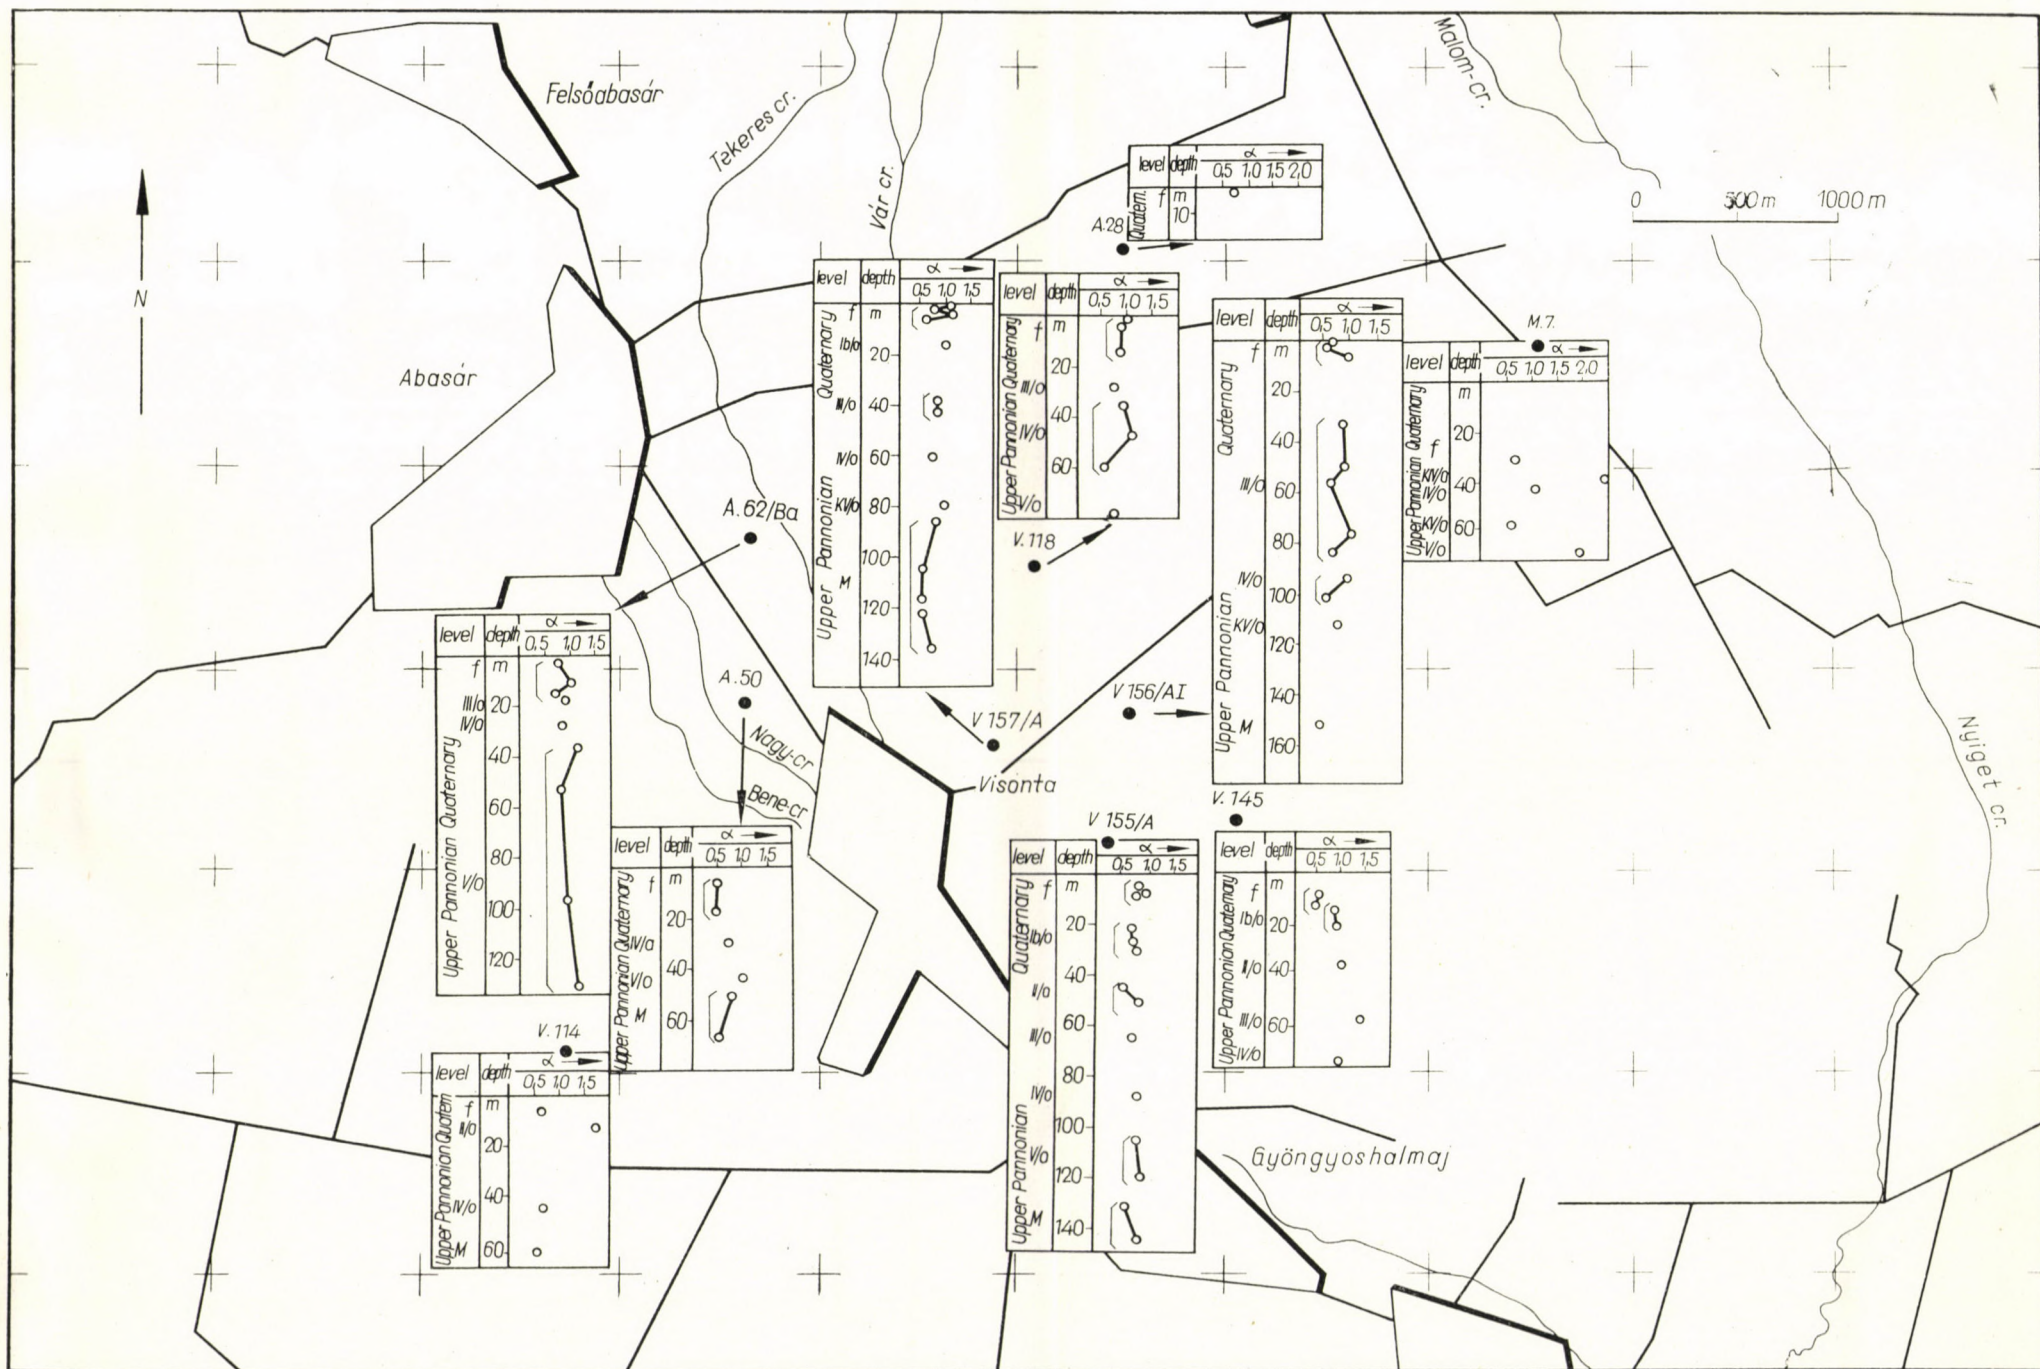 Felsőabasár
Tekeres cr.
Vár cr.
Malom-cr.
0 500 m 1000 m
N
Abasár
A.28
level depth α
0,5 1,0 1,5 2,0
Quatern.
f m
10
level depth α
0,5 1,0 1,5
Quaternary
Upper Pannonian
f m
Ib/o 20
III/o 40
IV/o 60
KV/o 80
100
M
120
140
level depth α
0,5 1,0 1,5
Upper Pannonian Quaternary
f m
20
III/o
40
IV/o
60
V/o
level depth α
0,5 1,0 1,5
Quaternary
Upper Pannonian
f m
20
40
III/o 60
80
IV/o
100
KV/o
120
140
M
160
M.7.
level depth α
0,5 1,0 1,5 2,0
Upper Pannonian Quaternary
m
20
f
KIV/o
40
IV/o
KV/o 60
V/o
A.62/Ba
V.118
level depth α
0,5 1,0 1,5
Upper Pannonian Quaternary
f m
III/o 20
IV/o
40
60
80
V/o
100
120
A.50
V 157/A
V 156/AI
Nagy-cr
Bene-cr
Visonta
Nyiget cr.
level depth α
0,5 1,0 1,5
Upper Pannonian Quaternary
f m
20
IV/a
40
V/o
M
60
V 155/A
level depth α
0,5 1,0 1,5
Quaternary
Upper Pannonian
f m
20
Ib/o
40
II/a
60
III/o
80
IV/o
100
V/o
120
M
140
V. 145
level depth α
0,5 1,0 1,5
Upper Pannonian Quaternary
f m
Ib/o 20
II/o 40
III/o 60
IV/o
V. 114
level depth α
0,5 1,0 1,5
Upper Pannonian Quatern
f m
II/o
20
40
IV/o
M 60
Gyöngyoshalmaj